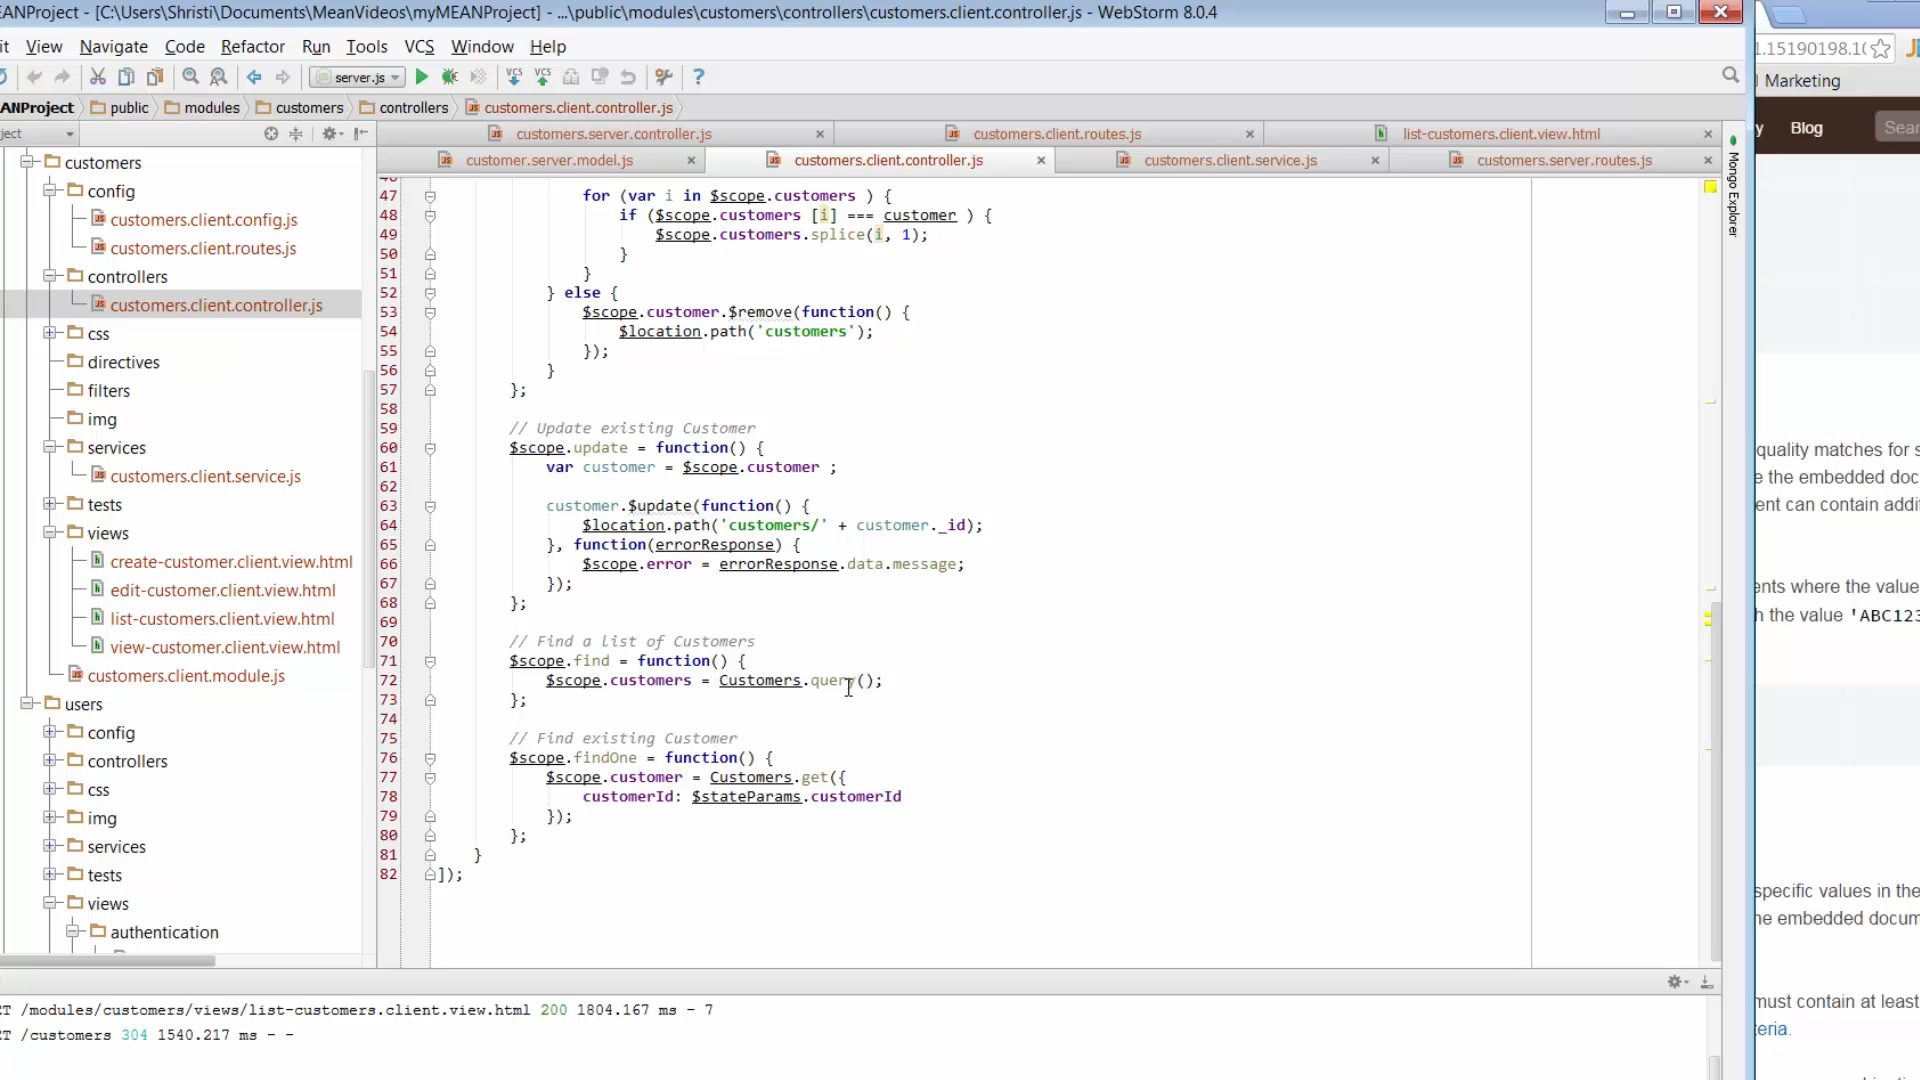 ANProject - [C:\Users\Shristi\Documents\MeanVideos\myMEANProject] - ...\public\modules\customers\controllers\customers.client.controller.js - WebStorm 8.0.4
it View Navigate Code Refactor Run Tools VCS Window Help
server.js
VCS VCS
1.15190198.1(
Marketing
ANProject public modules customers controllers customers.client.controller.js
y Blog Sear
ject
customers.server.controller.js customers.client.routes.js list-customers.client.view.html
customer.server.model.js customers.client.controller.js customers.client.service.js customers.server.routes.js
Mongo Explorer
customers
config
customers.client.config.js
customers.client.routes.js
controllers
customers.client.controller.js
css
directives
filters
img
services
customers.client.service.js
tests
views
create-customer.client.view.html
edit-customer.client.view.html
list-customers.client.view.html
view-customer.client.view.html
customers.client.module.js
users
config
controllers
css
img
services
tests
views
authentication
47 for (var i in $scope.customers ) {
48 if ($scope.customers [i] === customer ) {
49 $scope.customers.splice(i, 1);
50 }
51 }
52 } else {
53 $scope.customer.$remove(function() {
54 $location.path('customers');
55 });
56 }
57 };
58
59 // Update existing Customer
60 $scope.update = function() {
61 var customer = $scope.customer ;
62
63 customer.$update(function() {
64 $location.path('customers/' + customer._id);
65 }, function(errorResponse) {
66 $scope.error = errorResponse.data.message;
67 });
68 };
69
70 // Find a list of Customers
71 $scope.find = function() {
72 $scope.customers = Customers.query();
73 };
74
75 // Find existing Customer
76 $scope.findOne = function() {
77 $scope.customer = Customers.get({
78 customerId: $stateParams.customerId
79 });
80 };
81 }
82 ]);
quality matches for s
e the embedded doc
ent can contain addi
ents where the value
h the value 'ABC123
specific values in the
he embedded docum
must contain at least
eria.
ET /modules/customers/views/list-customers.client.view.html 200 1804.167 ms - 7
ET /customers 304 1540.217 ms - -